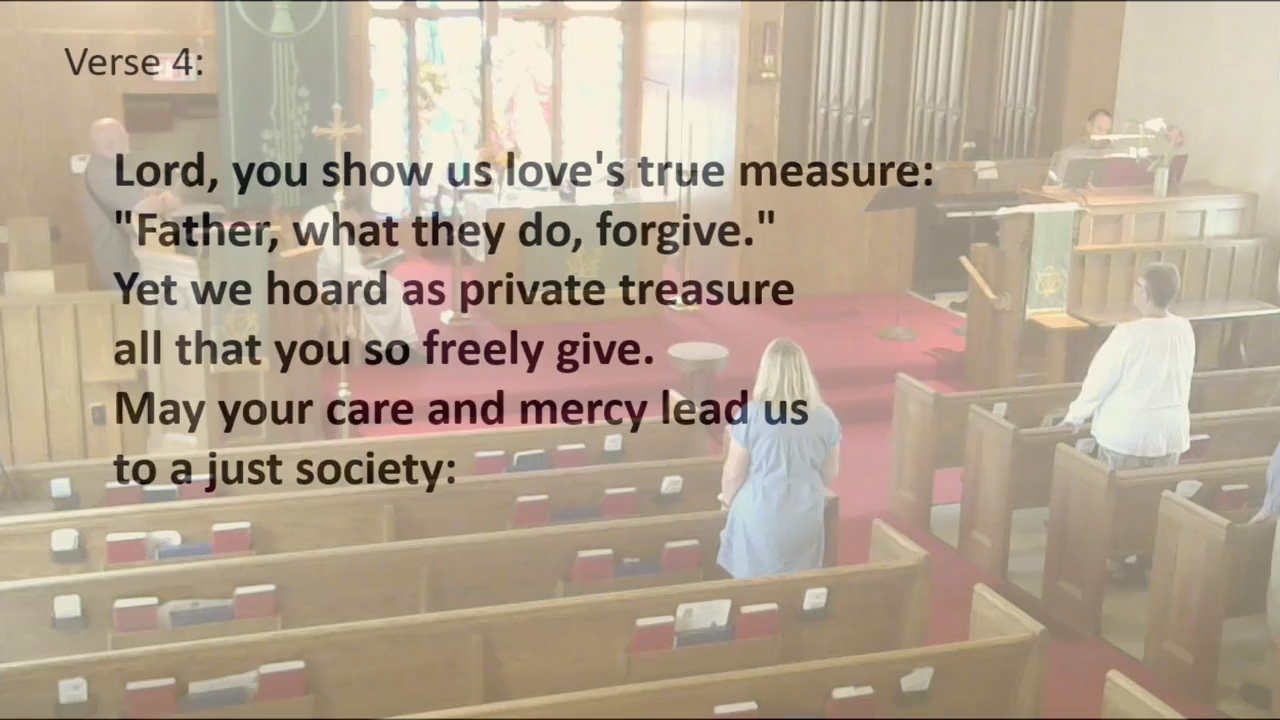 Verse 4:
Lord, you show us love's true measure:
"Father, what they do, forgive."
Yet we hoard as private treasure
all that you so freely give.
May your care and mercy lead us
to a just society: